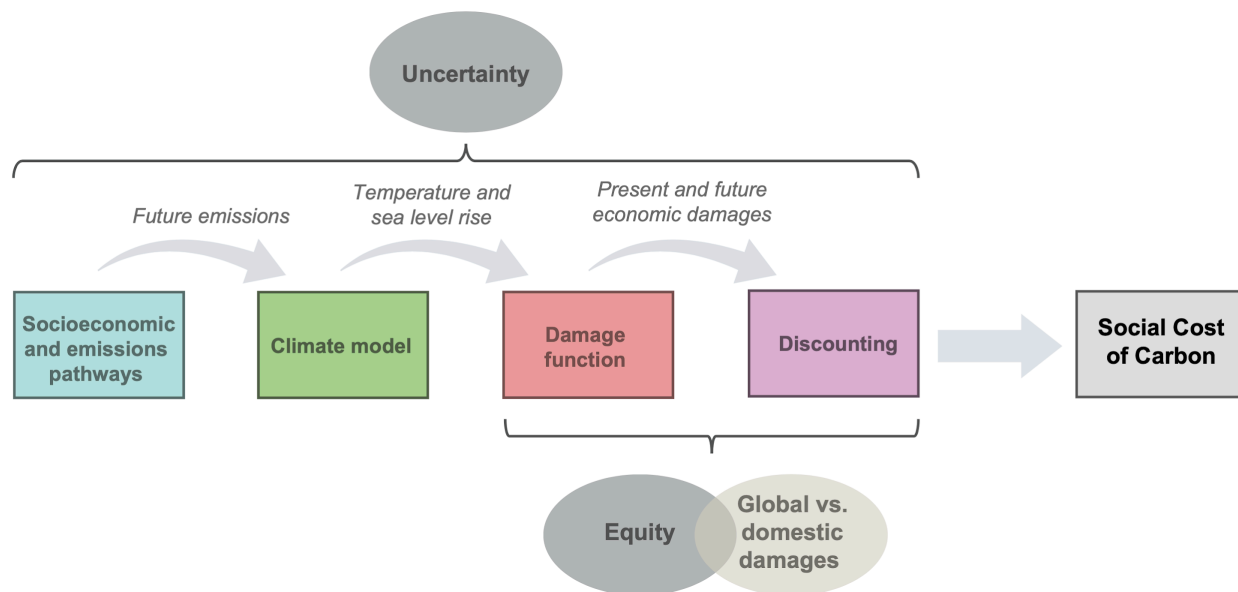 Uncertainty
Future emissions
Temperature and
sea level rise
Present and future
economic damages
Socioeconomic
and emissions
pathways
Climate model
Damage
function
Discounting
Social Cost
of Carbon
Equity
Global vs.
domestic
damages